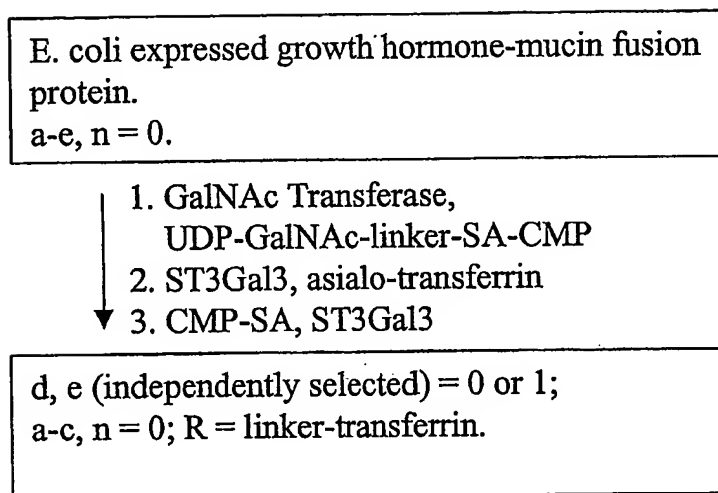 E. coli expressed growth hormone-mucin fusion
protein.
a-e, n = 0.
1. GalNAc Transferase,
UDP-GalNAc-linker-SA-CMP
2. ST3Gal3, asialo-transferrin
3. CMP-SA, ST3Gal3
d, e (independently selected) = 0 or 1;
a-c, n = 0; R = linker-transferrin.